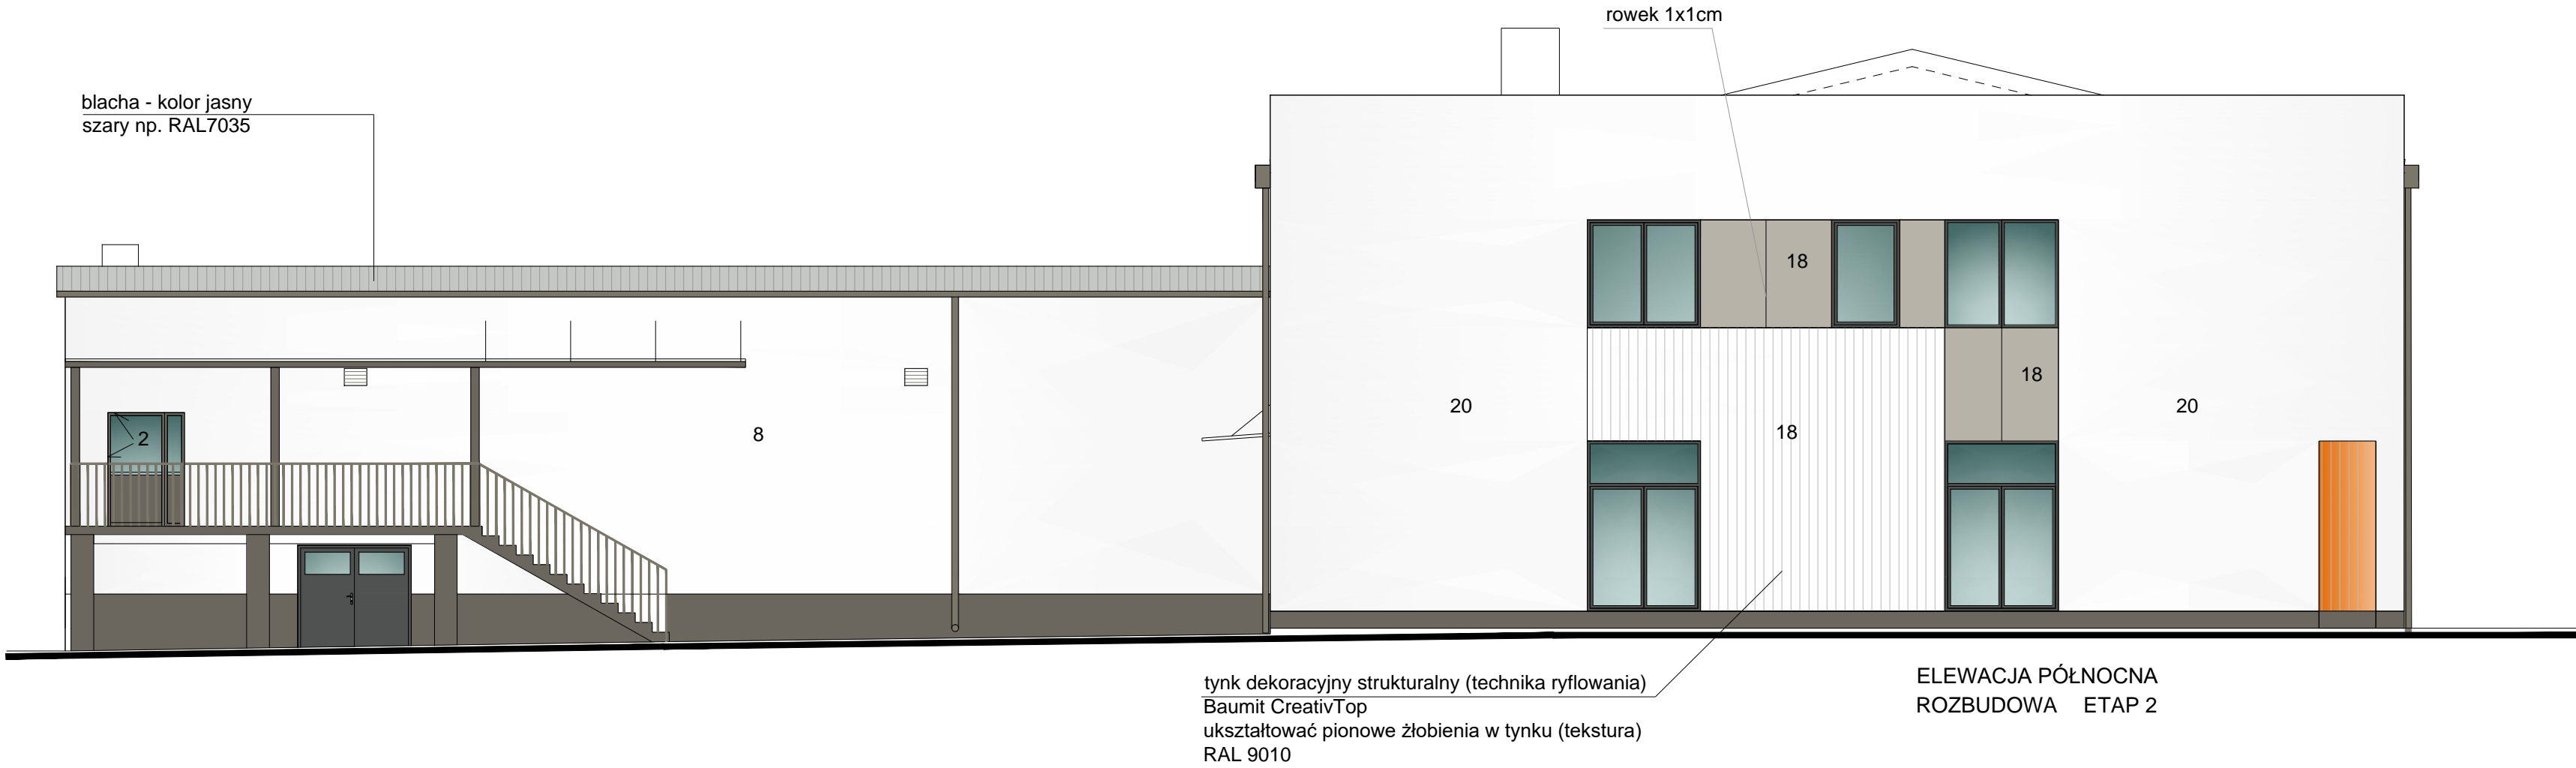 rowek 1x1cm
blacha - kolor jasny
szary np. RAL7035
18
18
20
20
2
8
18
tynk dekoracyjny strukturalny (technika ryflowania)
Baumit CreativTop
ukształtować pionowe żłobienia w tynku (tekstura)
RAL 9010
ELEWACJA PÓŁNOCNA
ROZBUDOWA ETAP 2